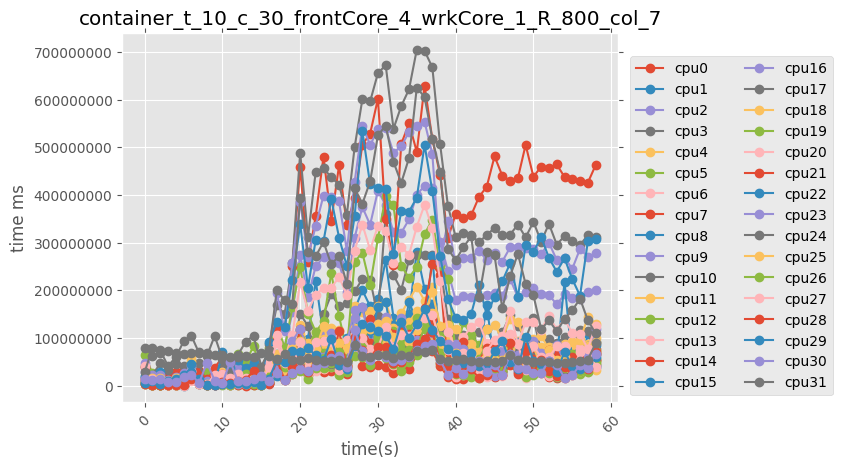 container_t_10_c_30_frontCore_4_wrkCore_1_R_800_col_7
700000000
600000000
500000000
400000000
300000000
200000000
100000000
0
time ms
0 10 20 30 40 50 60
time(s)
cpu0 cpu16
cpu1 cpu17
cpu2 cpu18
cpu3 cpu19
cpu4 cpu20
cpu5 cpu21
cpu6 cpu22
cpu7 cpu23
cpu8 cpu24
cpu9 cpu25
cpu10 cpu26
cpu11 cpu27
cpu12 cpu28
cpu13 cpu29
cpu14 cpu30
cpu15 cpu31